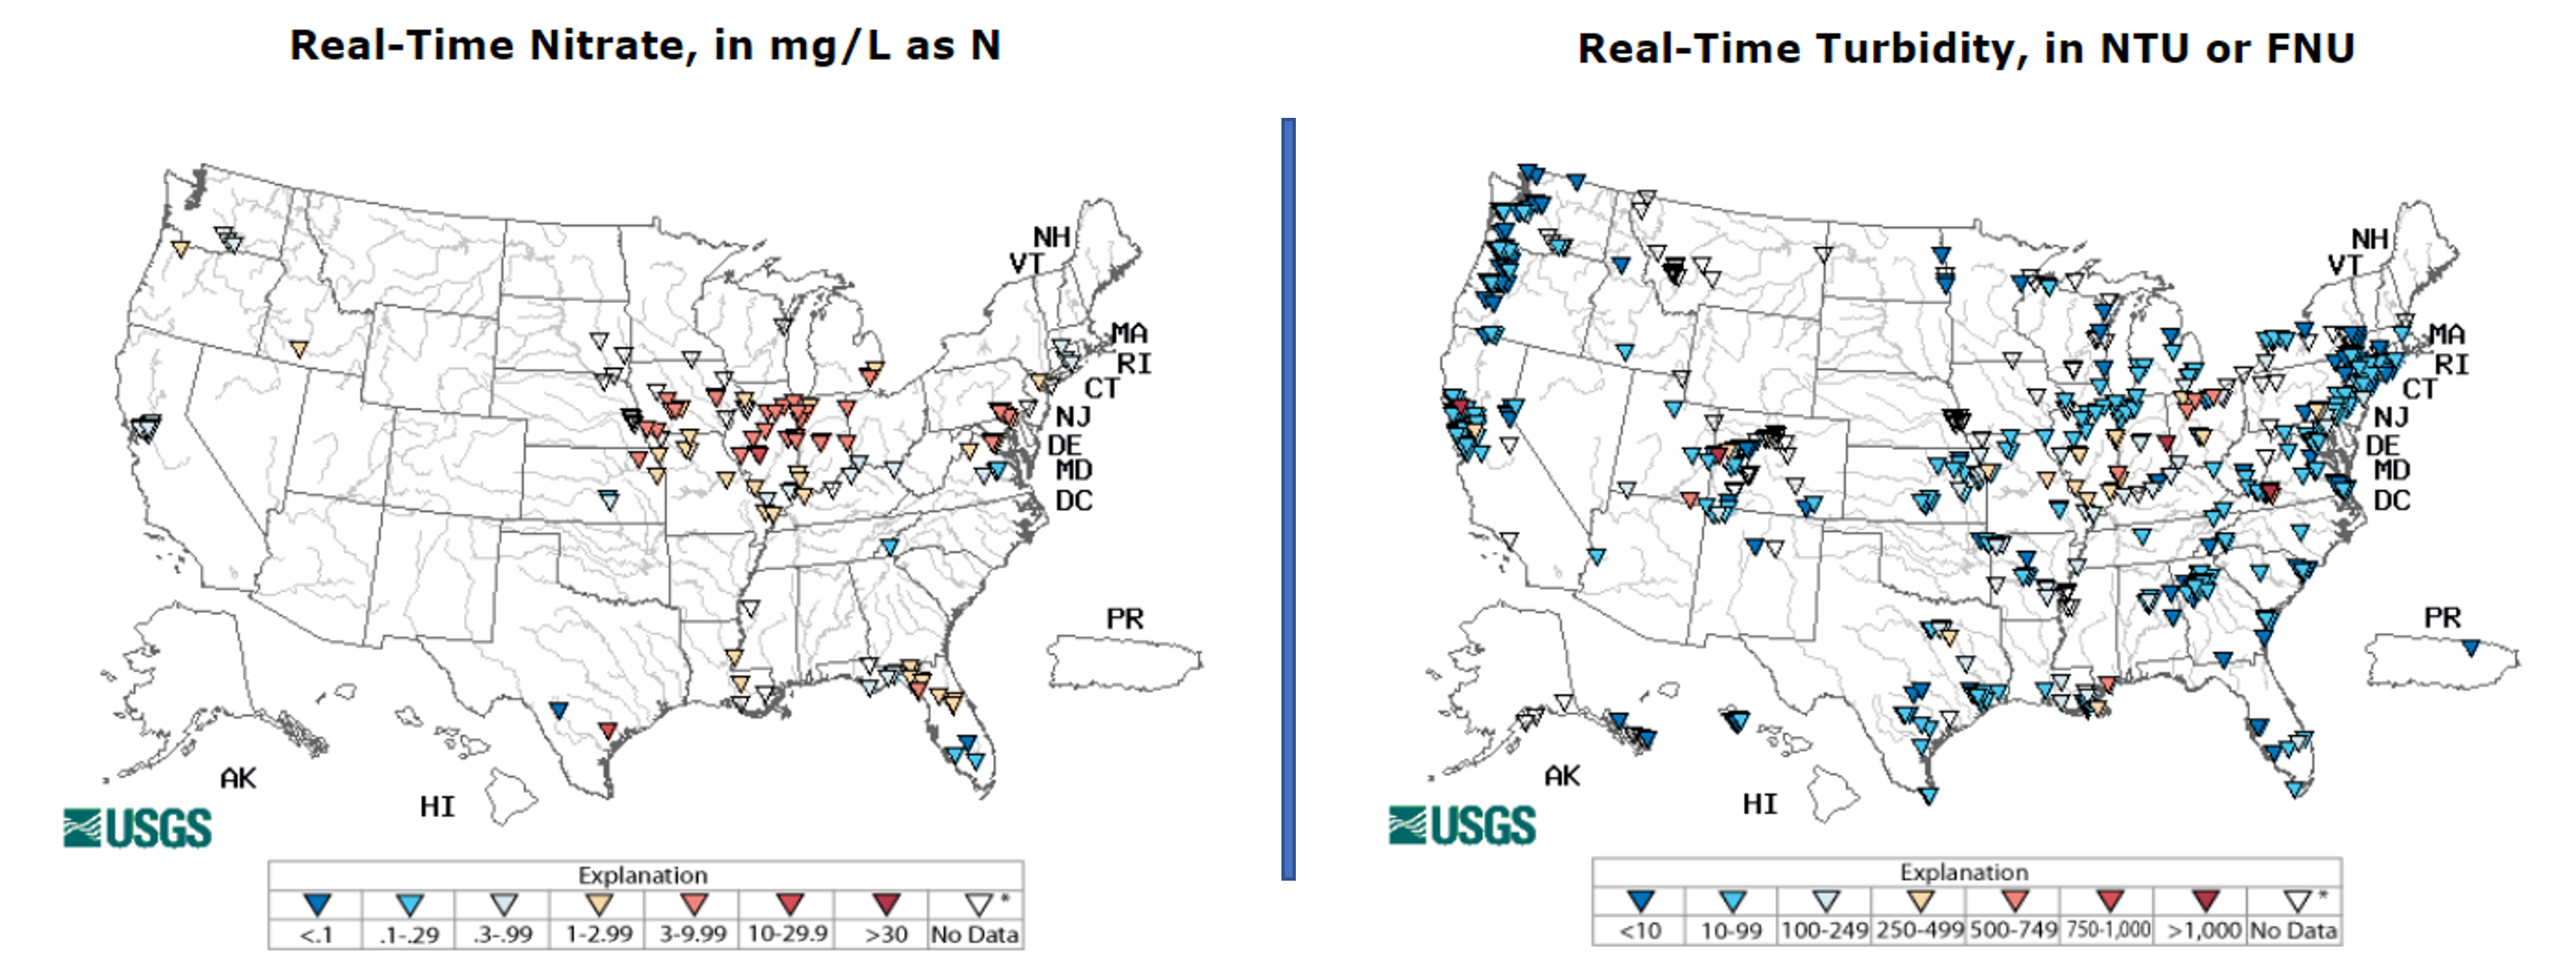 Real-Time Nitrate, in mg/L as N
NH
VT
MA
RI
CT
NJ
DE
MD
DC
PR
AK
HI
USGS
Explanation
<.1 .1-.29 .3-.99 1-2.99 3-9.99 10-29.9 >30 No Data *
Real-Time Turbidity, in NTU or FNU
NH
VT
MA
RI
CT
NJ
DE
MD
DC
PR
AK
HI
USGS
Explanation
<10 10-99 100-249 250-499 500-749 750-1,000 >1,000 No Data *